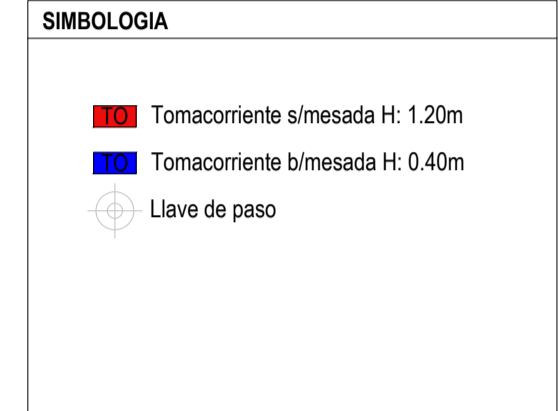 SIMBOLOGIA
TO Tomacorriente s/mesada H: 1.20m
TO Tomacorriente b/mesada H: 0.40m
Llave de paso